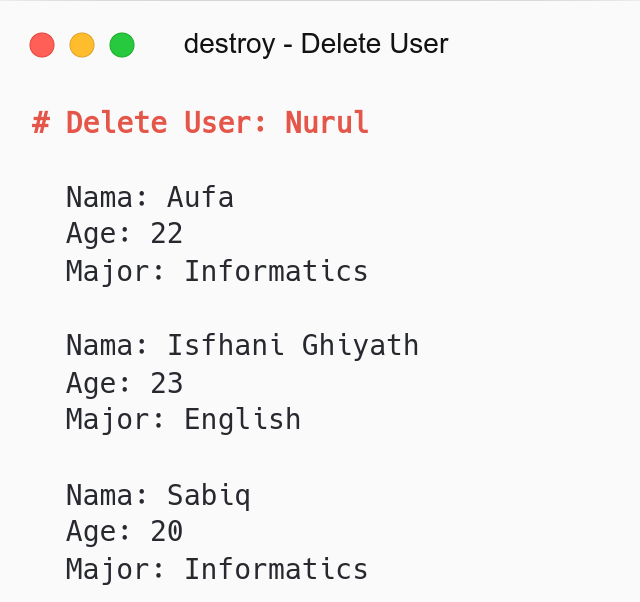 destroy - Delete User
# Delete User: Nurul
Nama: Aufa
Age: 22
Major: Informatics
Nama: Isfhani Ghiyath
Age: 23
Major: English
Nama: Sabiq
Age: 20
Major: Informatics